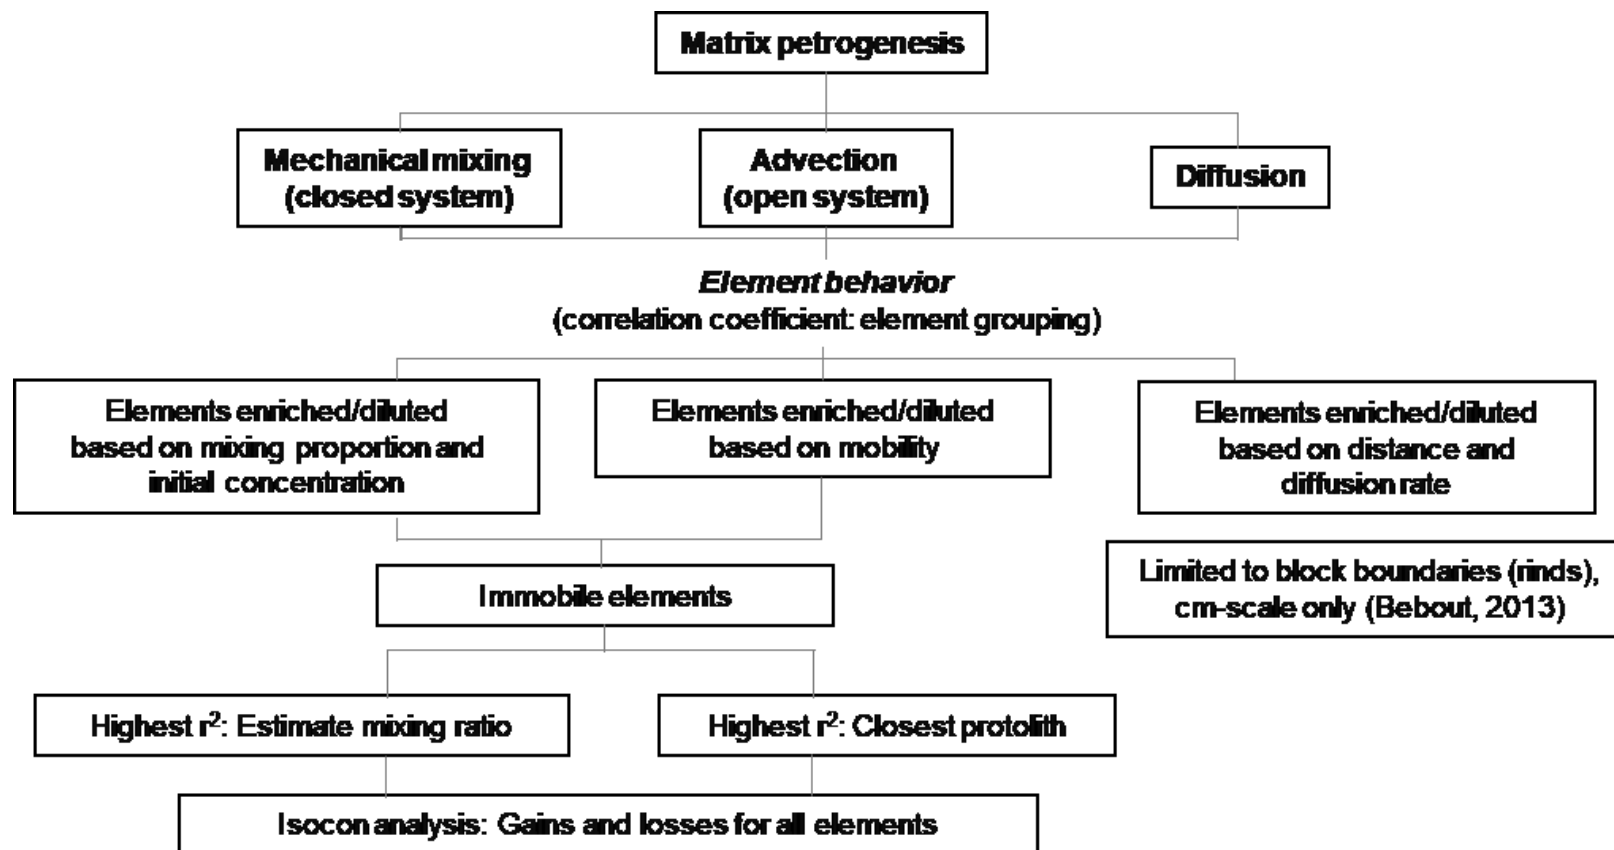 Matrix petrogenesis
Mechanical mixing
(closed system)
Advection
(open system)
Diffusion
Element behavior
(correlation coefficient: element grouping)
Elements enriched/diluted
based on mixing proportion and
initial concentration
Elements enriched/diluted
based on mobility
Elements enriched/diluted
based on distance and
diffusion rate
Limited to block boundaries (rinds),
cm-scale only (Bebout, 2013)
Immobile elements
Highest r²: Estimate mixing ratio
Highest r²: Closest protolith
Isocon analysis: Gains and losses for all elements